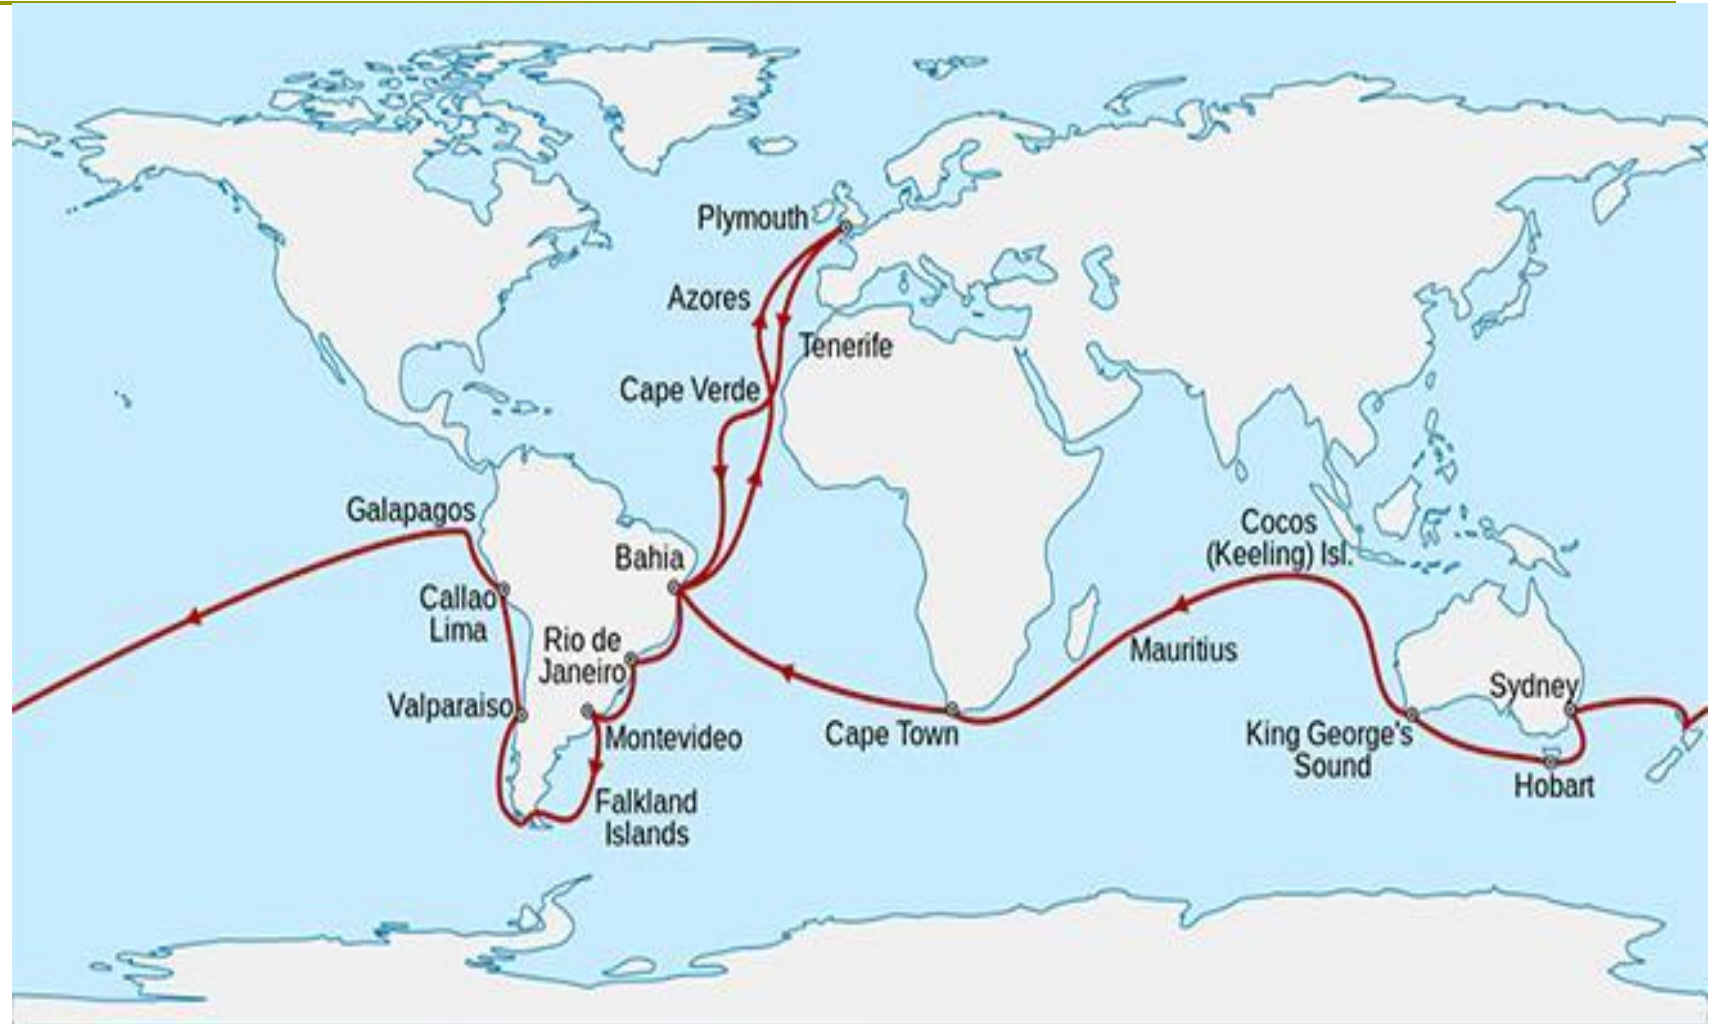 Plymouth
Azores
Tenerife
Cape Verde
Galapagos
Cocos
(Keeling) Isl.
Bahia
Callao
Lima
Rio de
Janeiro
Mauritius
Valparaiso
Sydney
Montevideo
Cape Town
King George's
Sound
Hobart
Falkland
Islands